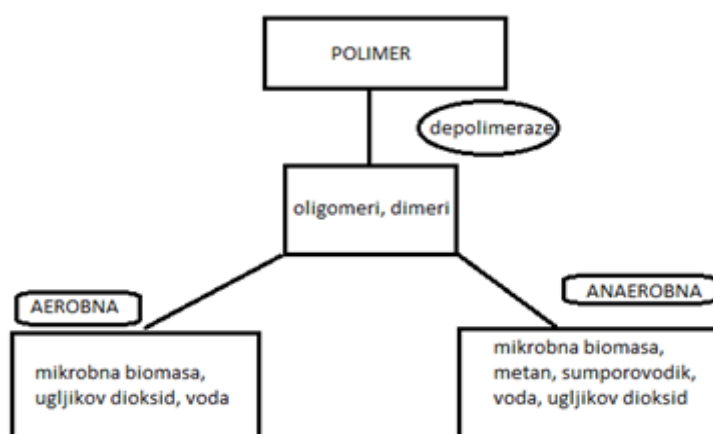 POLIMER
depolimeraze
oligomeri, dimeri
AEROBNA
ANAEROBNA
mikrobna biomasa,
ugljikov dioksid, voda
mikrobna biomasa,
metan, sumporovodik,
voda, ugljikov dioksid